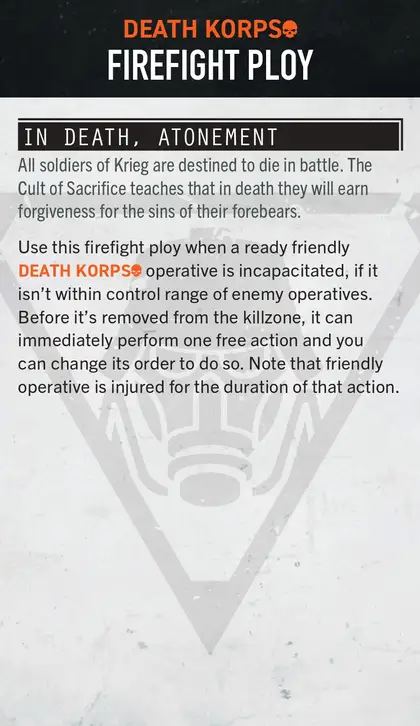 DEATH KORPS
FIREFIGHT PLOY
IN DEATH, ATONEMENT
All soldiers of Krieg are destined to die in battle. The
Cult of Sacrifice teaches that in death they will earn
forgiveness for the sins of their forebears.
Use this firefight ploy when a ready friendly
DEATH KORPS operative is incapacitated, if it
isn’t within control range of enemy operatives.
Before it’s removed from the killzone, it can
immediately perform one free action and you
can change its order to do so. Note that friendly
operative is injured for the duration of that action.